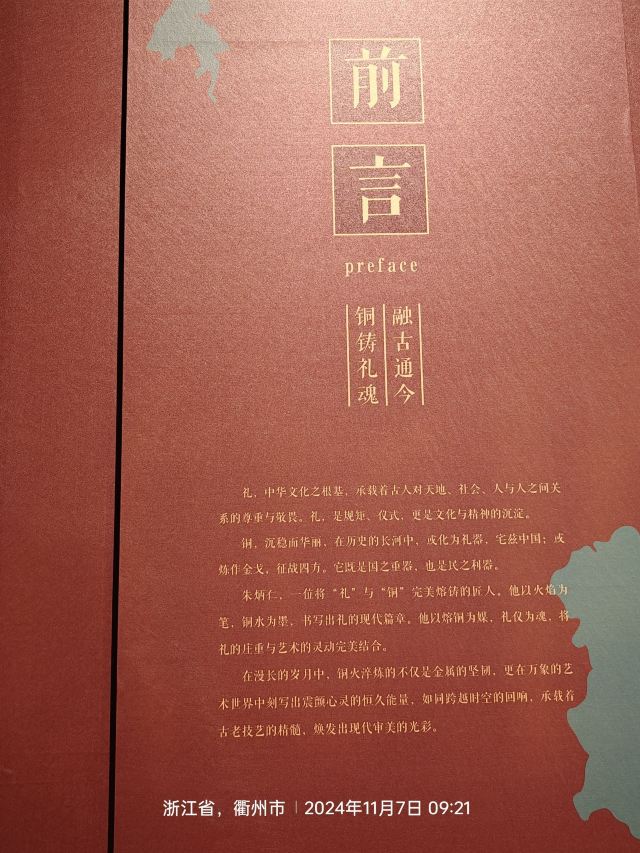 前
言
preface
融古通今
铜铸礼魂
礼，中华文化之根基，承载着古人对天地、社会、人与人之间关
系的尊重与敬畏。礼，是规矩、仪式，更是文化与精神的沉淀。
铜，沉稳而华丽，在历史的长河中，或化为礼器，宅兹中国；或
炼作金戈，征战四方。它既是国之重器，也是民之利器。
朱炳仁，一位将“礼”与“铜”完美熔铸的匠人。他以火焰为
笔，铜水为墨，书写出礼的现代篇章。他以熔铜为媒，礼仪为魂，将
礼的庄重与艺术的灵动完美结合。
在漫长的岁月中，铜火淬炼的不仅是金属的坚韧，更在万象的艺
术世界中刻写出震颤心灵的恒久能量，如同跨越时空的回响，承载着
古老技艺的精髓，焕发出现代审美的光彩。
浙江省，衢州市 | 2024年11月7日 09:21